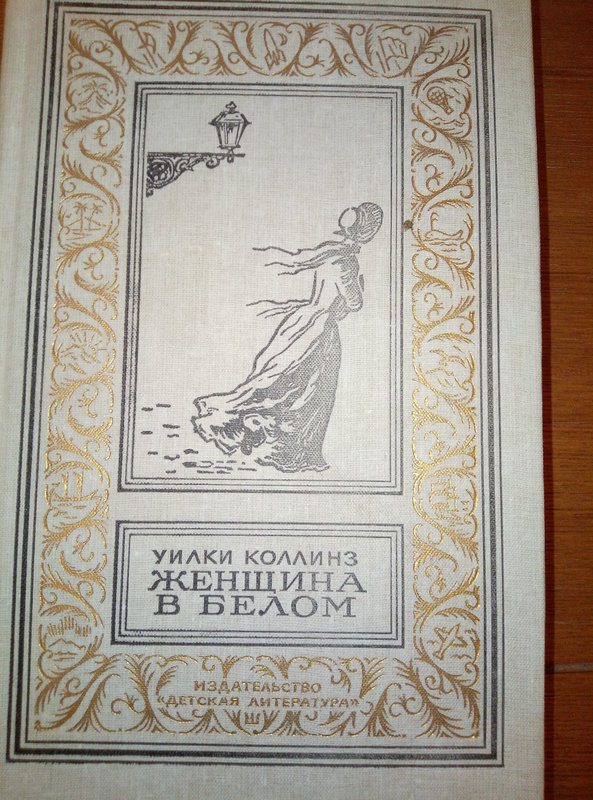 УИЛКИ КОЛЛИНЗ
ЖЕНЩИНА
В БЕЛОМ
ИЗДАТЕЛЬСТВО
«ДЕТСКАЯ ЛИТЕРАТУРА»